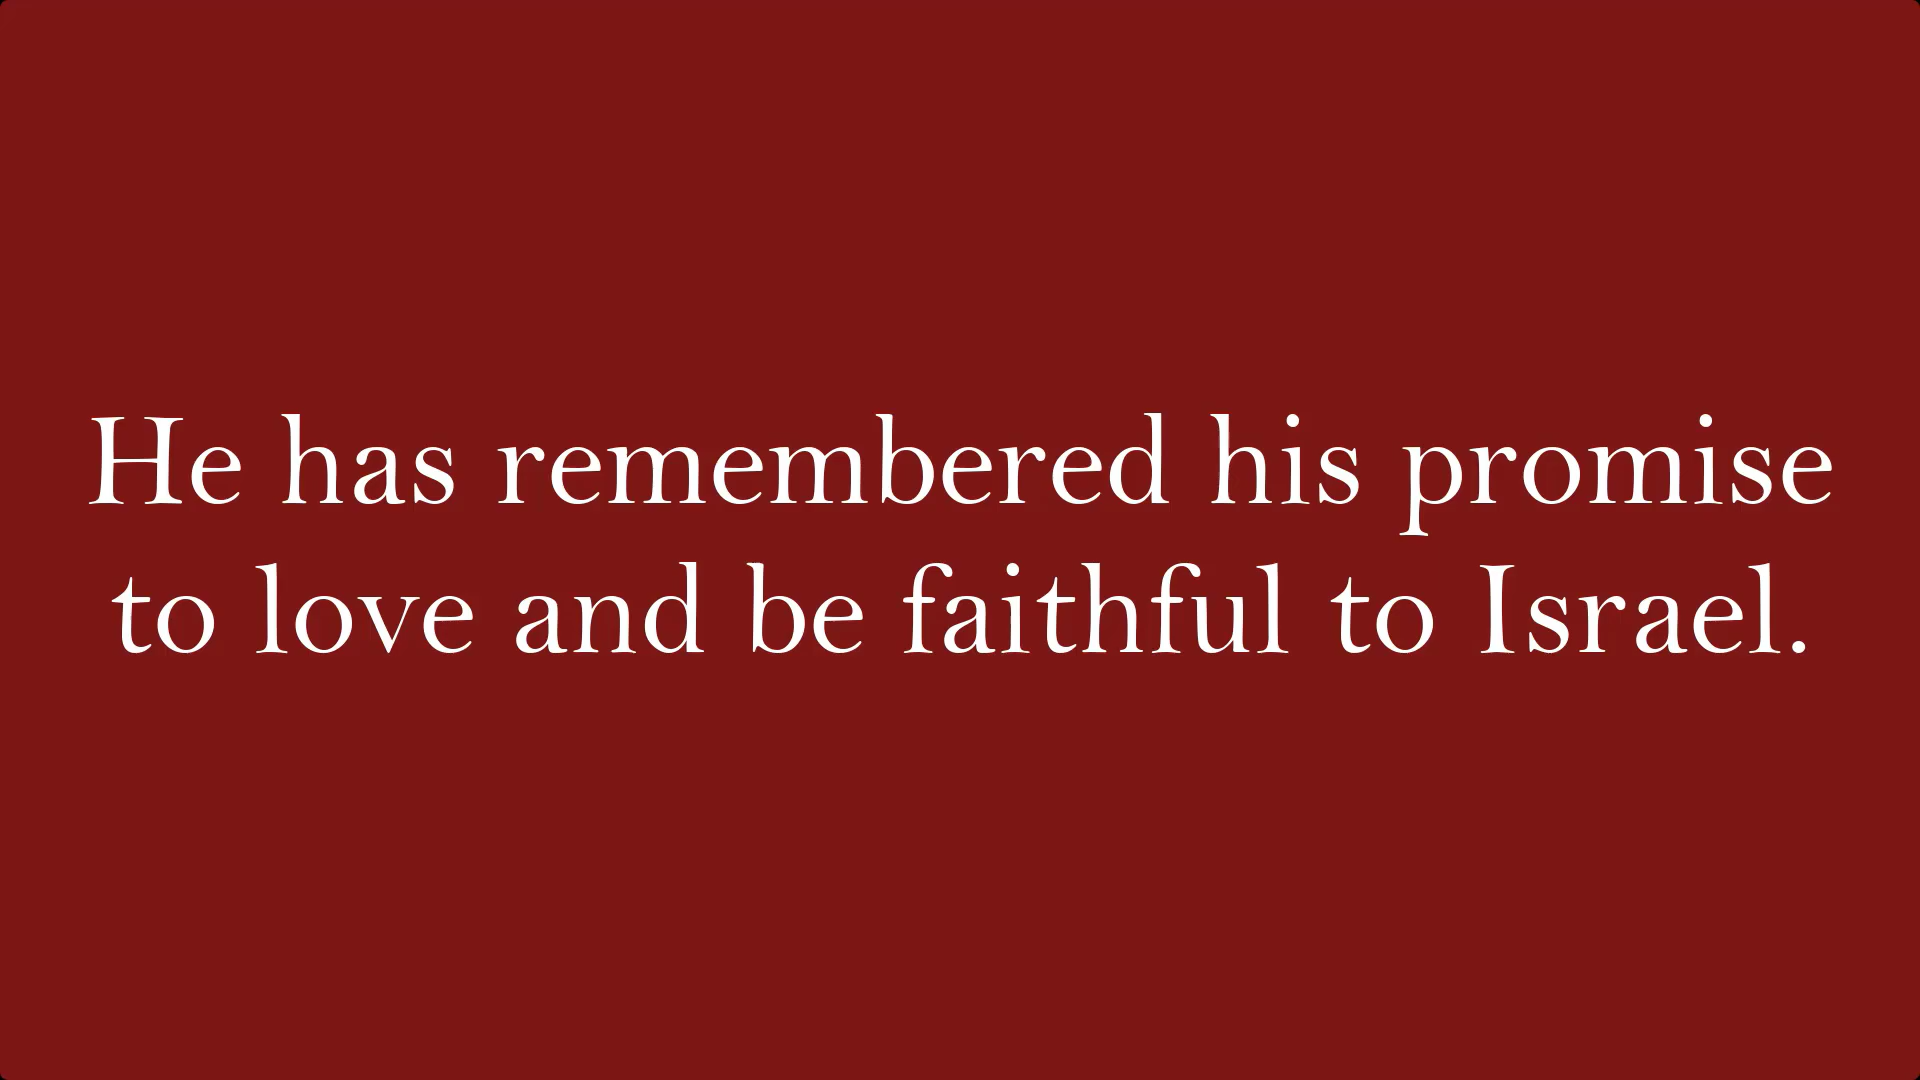 He has remembered his promise
to love and be faithful to Israel.